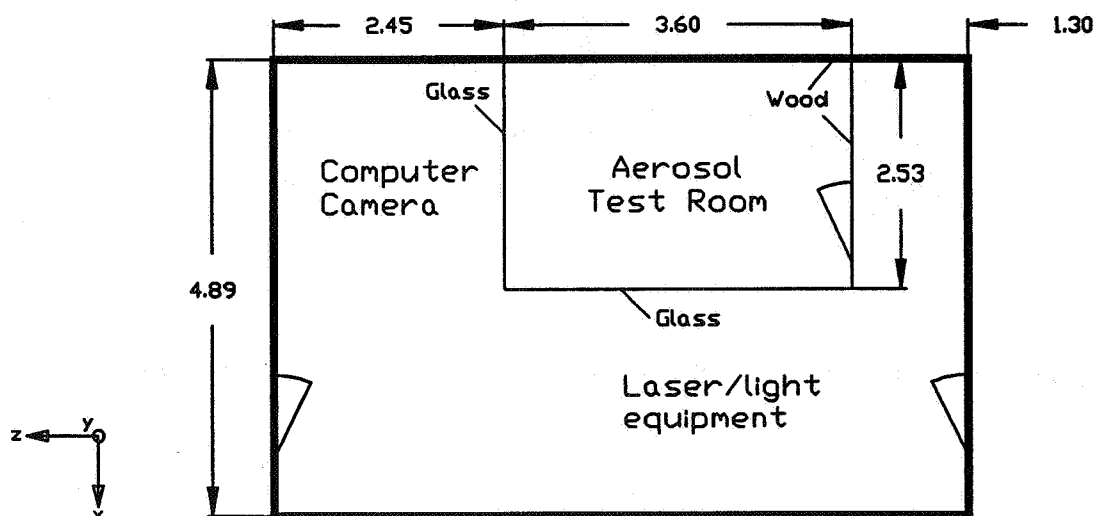 2.45
3.60
1.30
Glass
Wood
Computer
Camera
Aerosol
Test Room
2.53
4.89
Glass
Laser/light
equipment
y
z
x